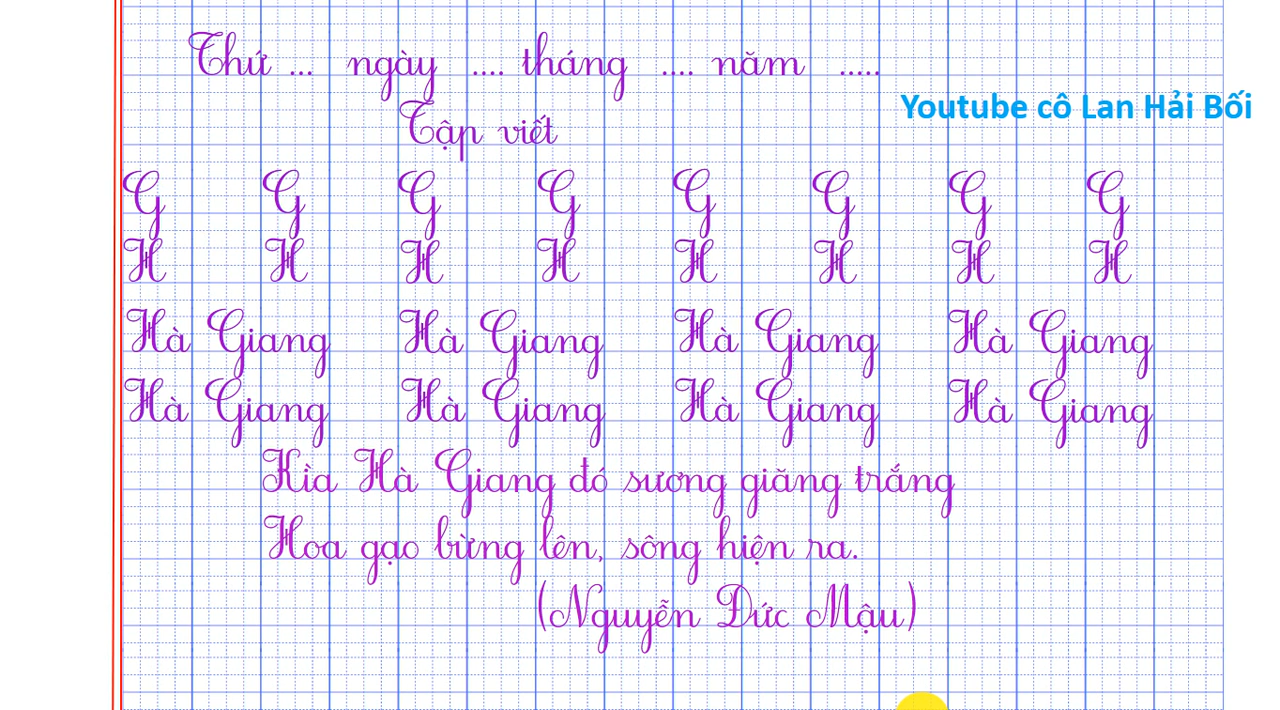 Thứ ... ngày .... tháng .... năm .....
Youtube cô Lan Hải Bối
Tập viết
G G G G G G G G
H H H H H H H H
Hà Giang Hà Giang Hà Giang Hà Giang
Hà Giang Hà Giang Hà Giang Hà Giang
Kìa Hà Giang đó sương giăng trắng
Hoa gạo bừng lên, sông hiện ra.
(Nguyễn Đức Mậu)